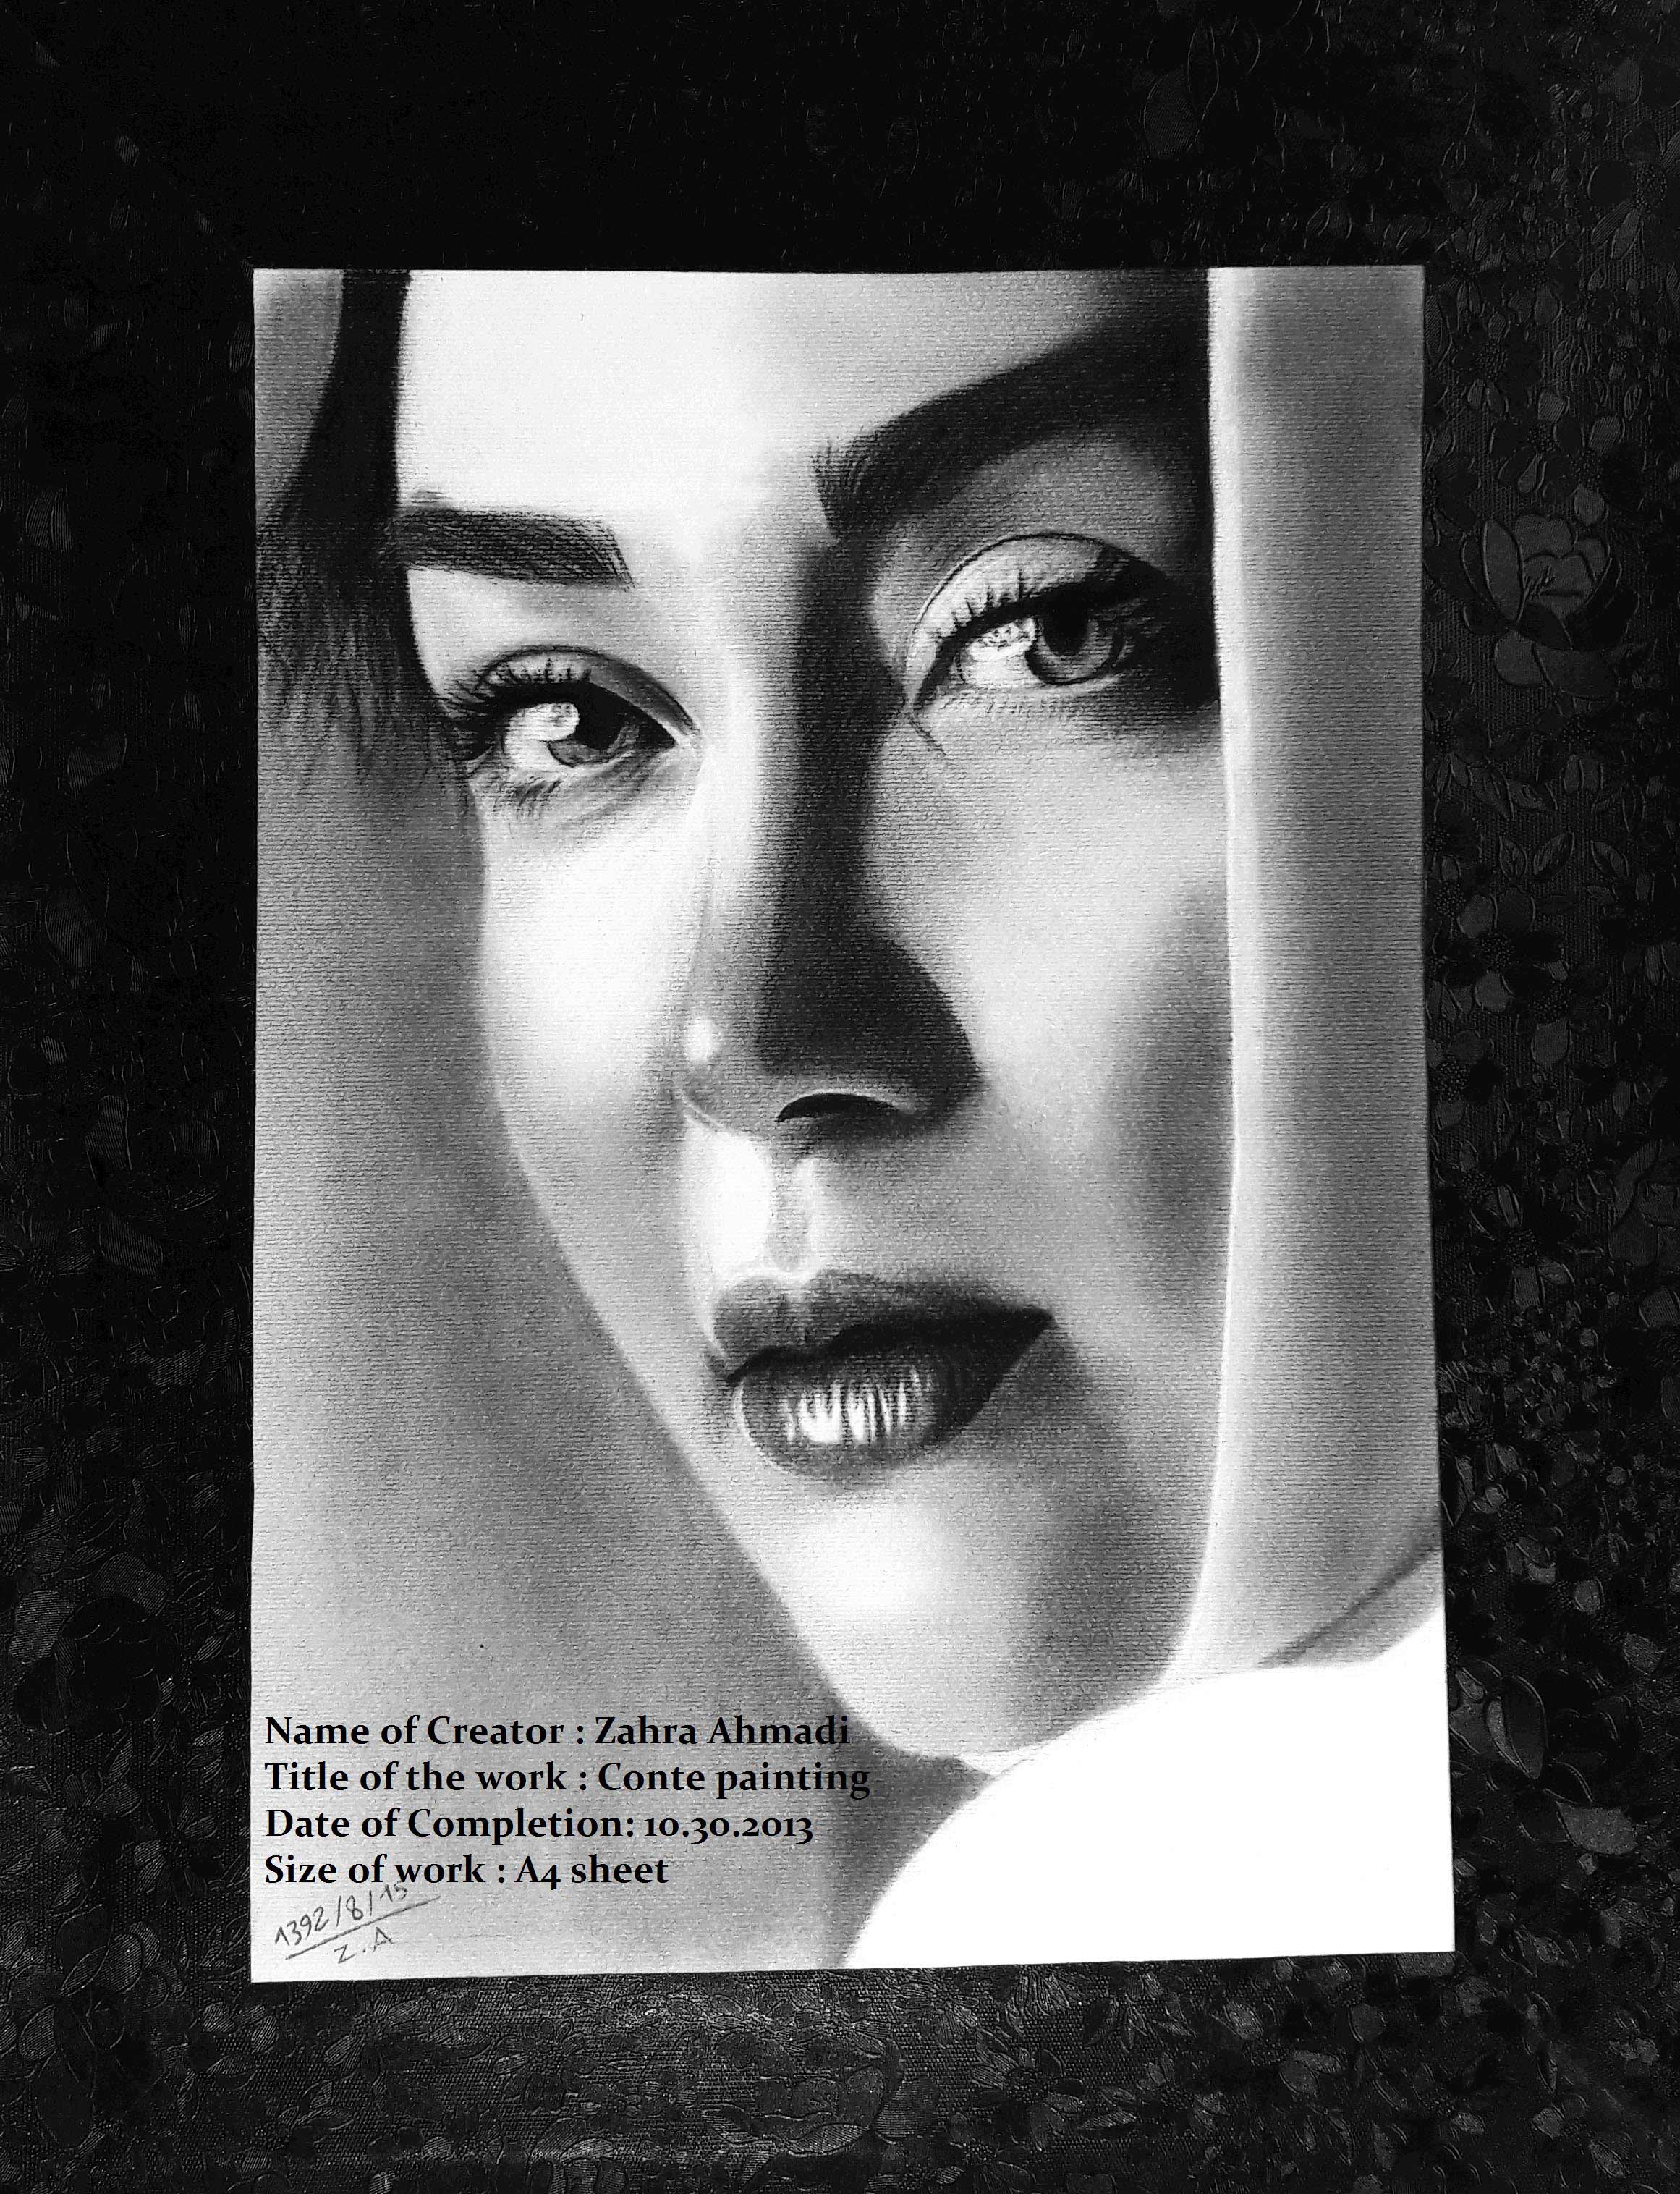 Name of Creator : Zahra Ahmadi
Title of the work : Conte painting
Date of Completion: 10.30.2013
Size of work : A4 sheet
1392/8/15
Z.A